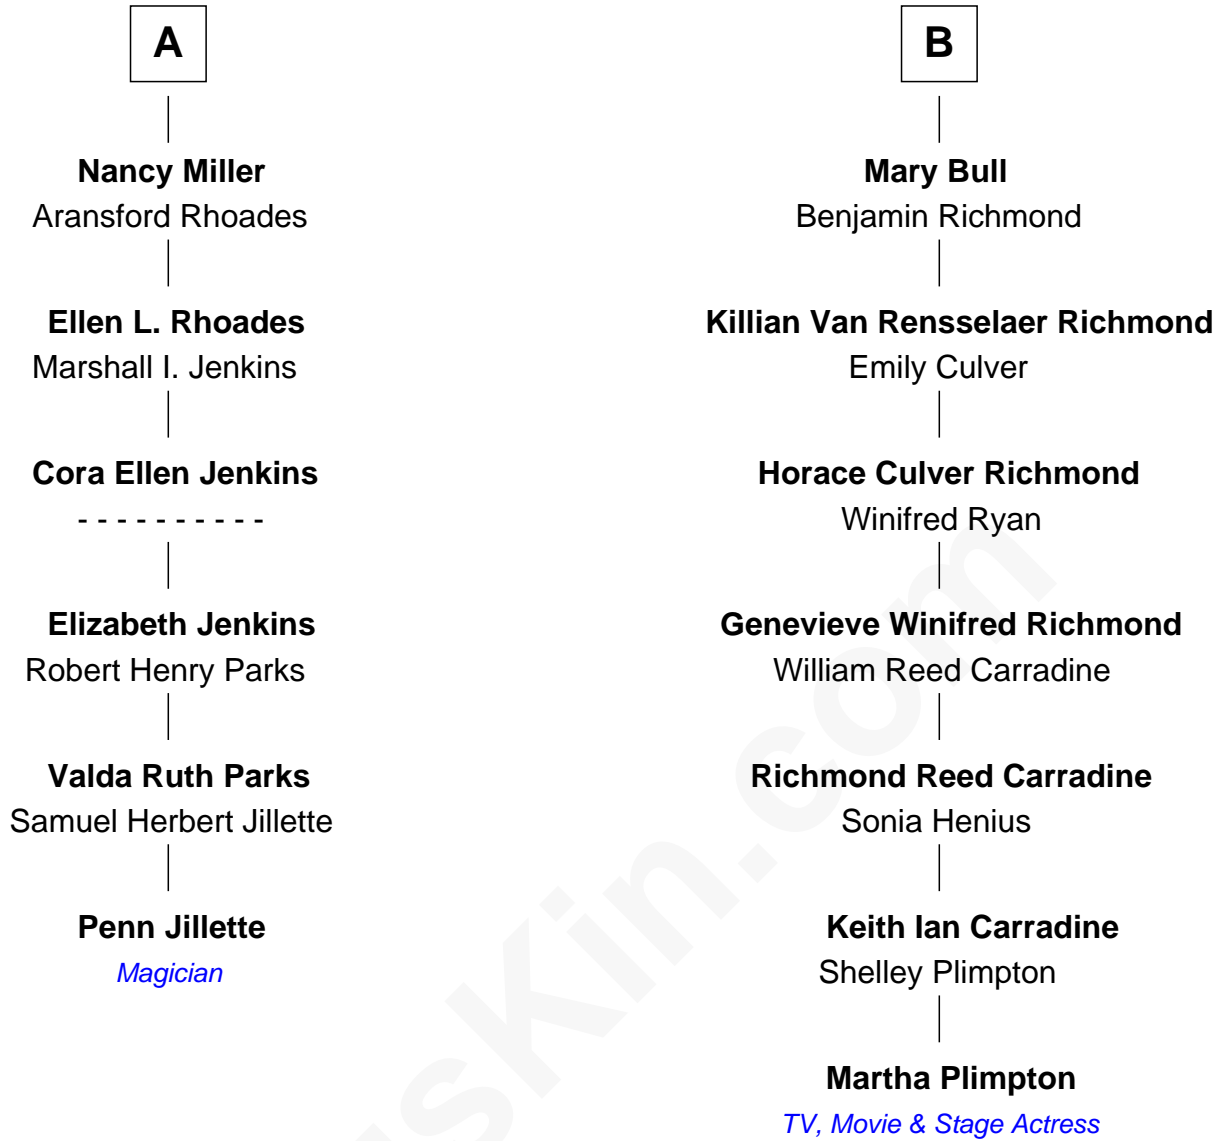 A
Nancy Miller
Aransford Rhoades
Ellen L. Rhoades
Marshall I. Jenkins
Cora Ellen Jenkins
- - - - - - - - - -
Elizabeth Jenkins
Robert Henry Parks
Valda Ruth Parks
Samuel Herbert Jillette
Penn Jillette
Magician
B
Mary Bull
Benjamin Richmond
Killian Van Rensselaer Richmond
Emily Culver
Horace Culver Richmond
Winifred Ryan
Genevieve Winifred Richmond
William Reed Carradine
Richmond Reed Carradine
Sonia Henius
Keith Ian Carradine
Shelley Plimpton
Martha Plimpton
TV, Movie & Stage Actress
sKin.com